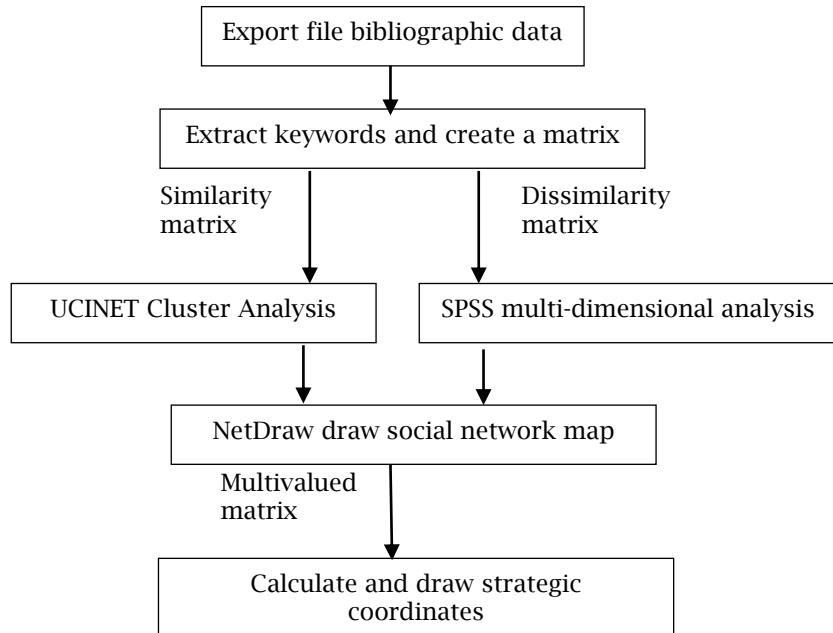 Export file bibliographic data
Extract keywords and create a matrix
Similarity
matrix
Dissimilarity
matrix
UCINET Cluster Analysis
SPSS multi-dimensional analysis
NetDraw draw social network map
Multivalued
matrix
Calculate and draw strategic
coordinates